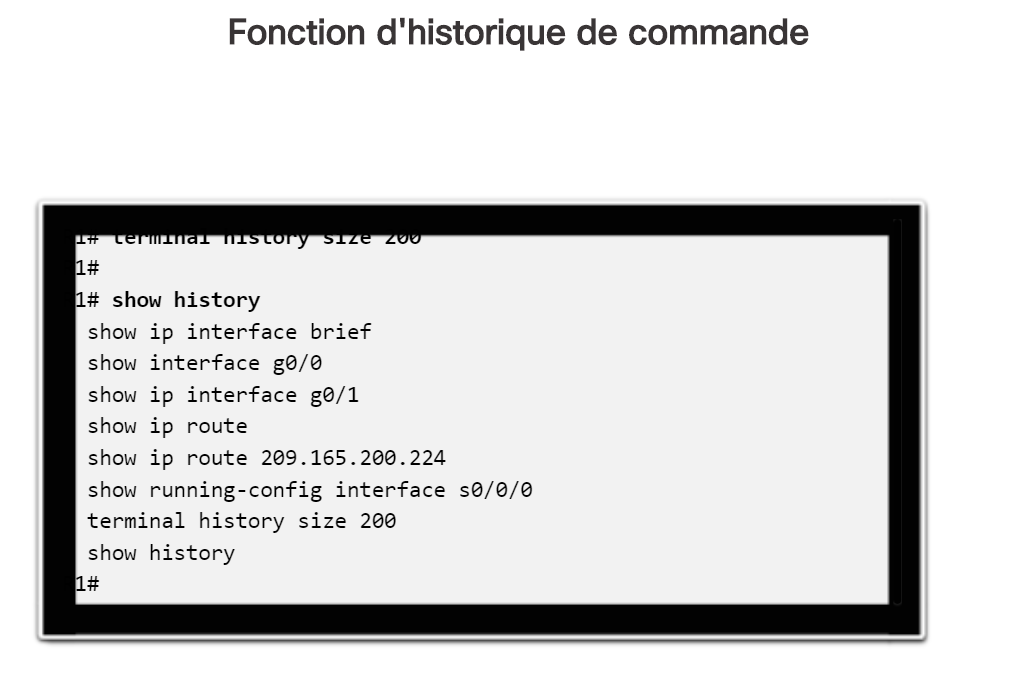 Fonction d'historique de commande
1# terminal history size 200
1#
1# show history
show ip interface brief
show interface g0/0
show ip interface g0/1
show ip route
show ip route 209.165.200.224
show running-config interface s0/0/0
terminal history size 200
show history
1#